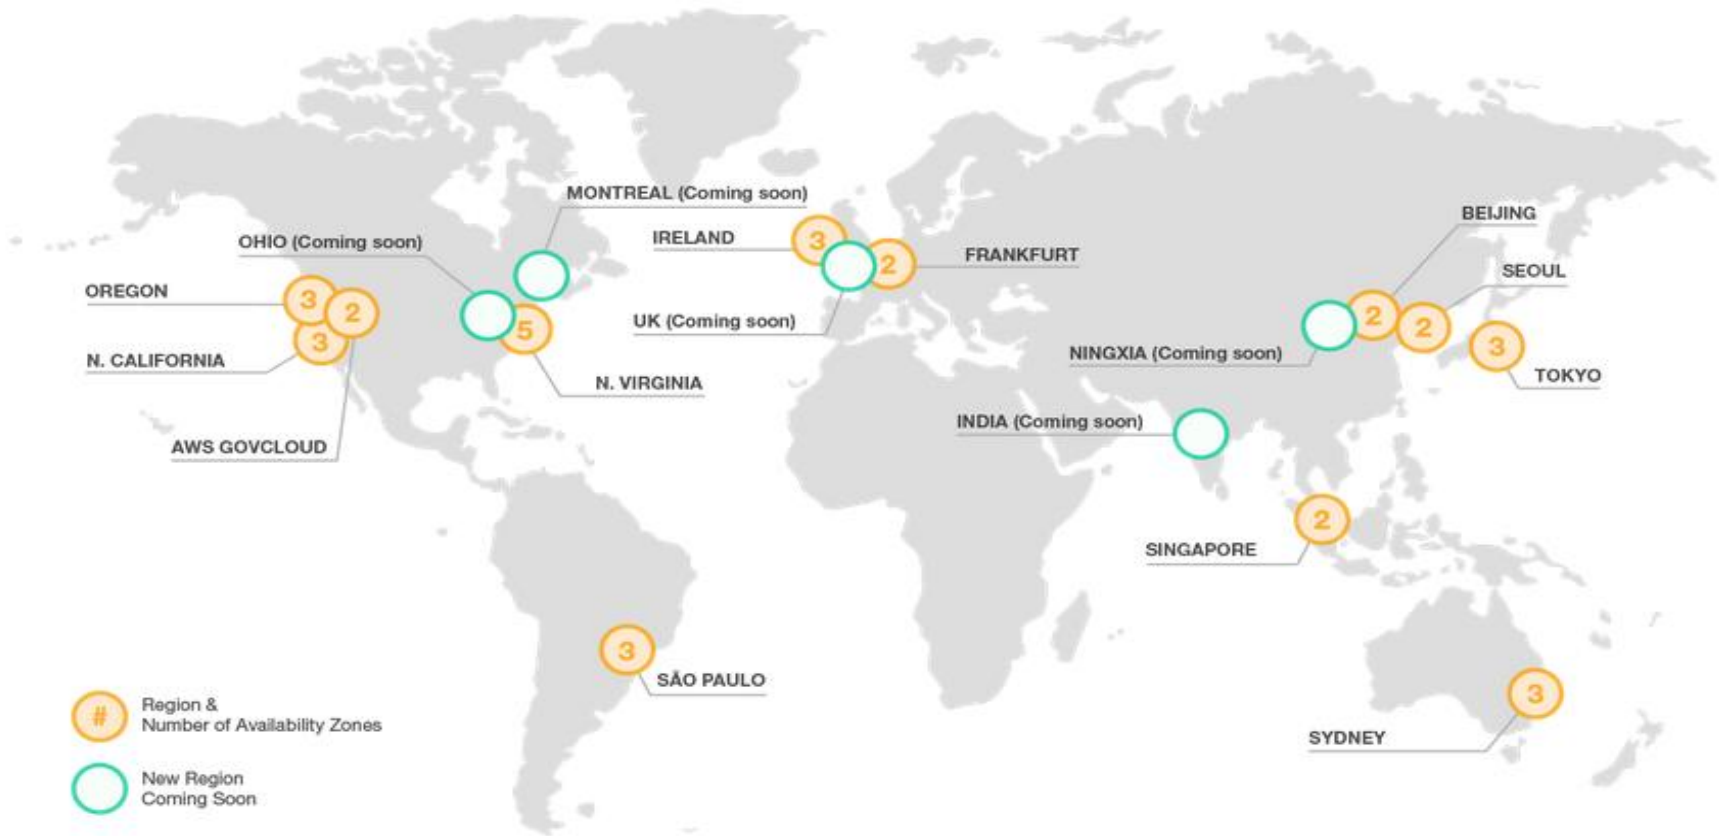 MONTREAL (Coming soon)
OHIO (Coming soon)
OREGON
3
2
3
N. CALIFORNIA
5
N. VIRGINIA
AWS GOVCLOUD
IRELAND
3
2
FRANKFURT
UK (Coming soon)
BEIJING
SEOUL
2
2
3
NINGXIA (Coming soon)
TOKYO
INDIA (Coming soon)
2
SINGAPORE
3
SÃO PAULO
3
SYDNEY
#
Region &
Number of Availability Zones
New Region
Coming Soon